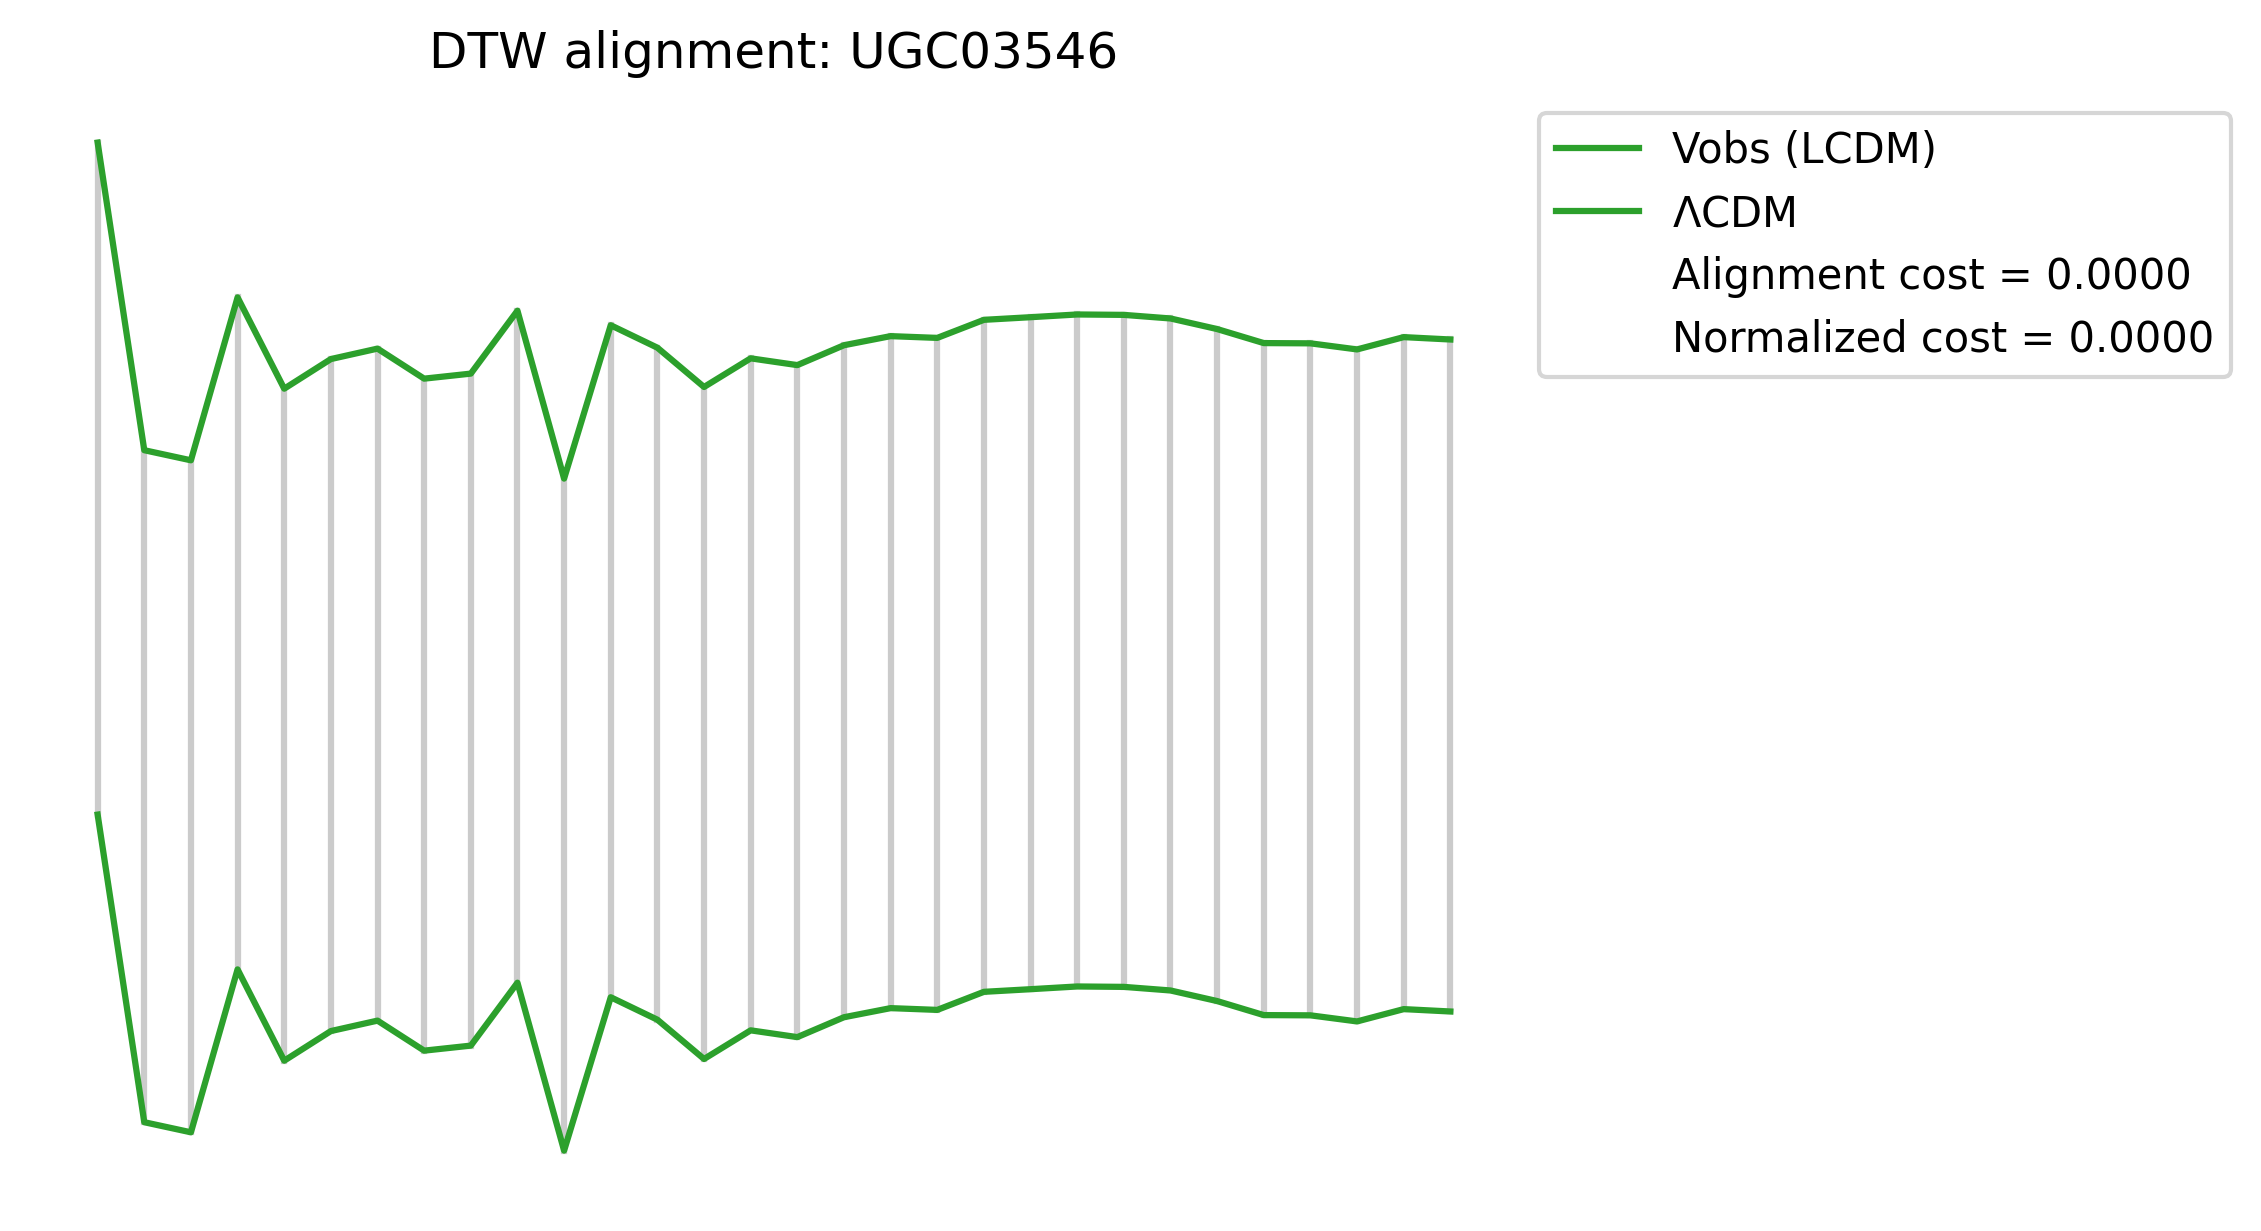 DTW alignment: UGC03546
Vobs (LCDM)
ΛCDM
Alignment cost = 0.0000
Normalized cost = 0.0000